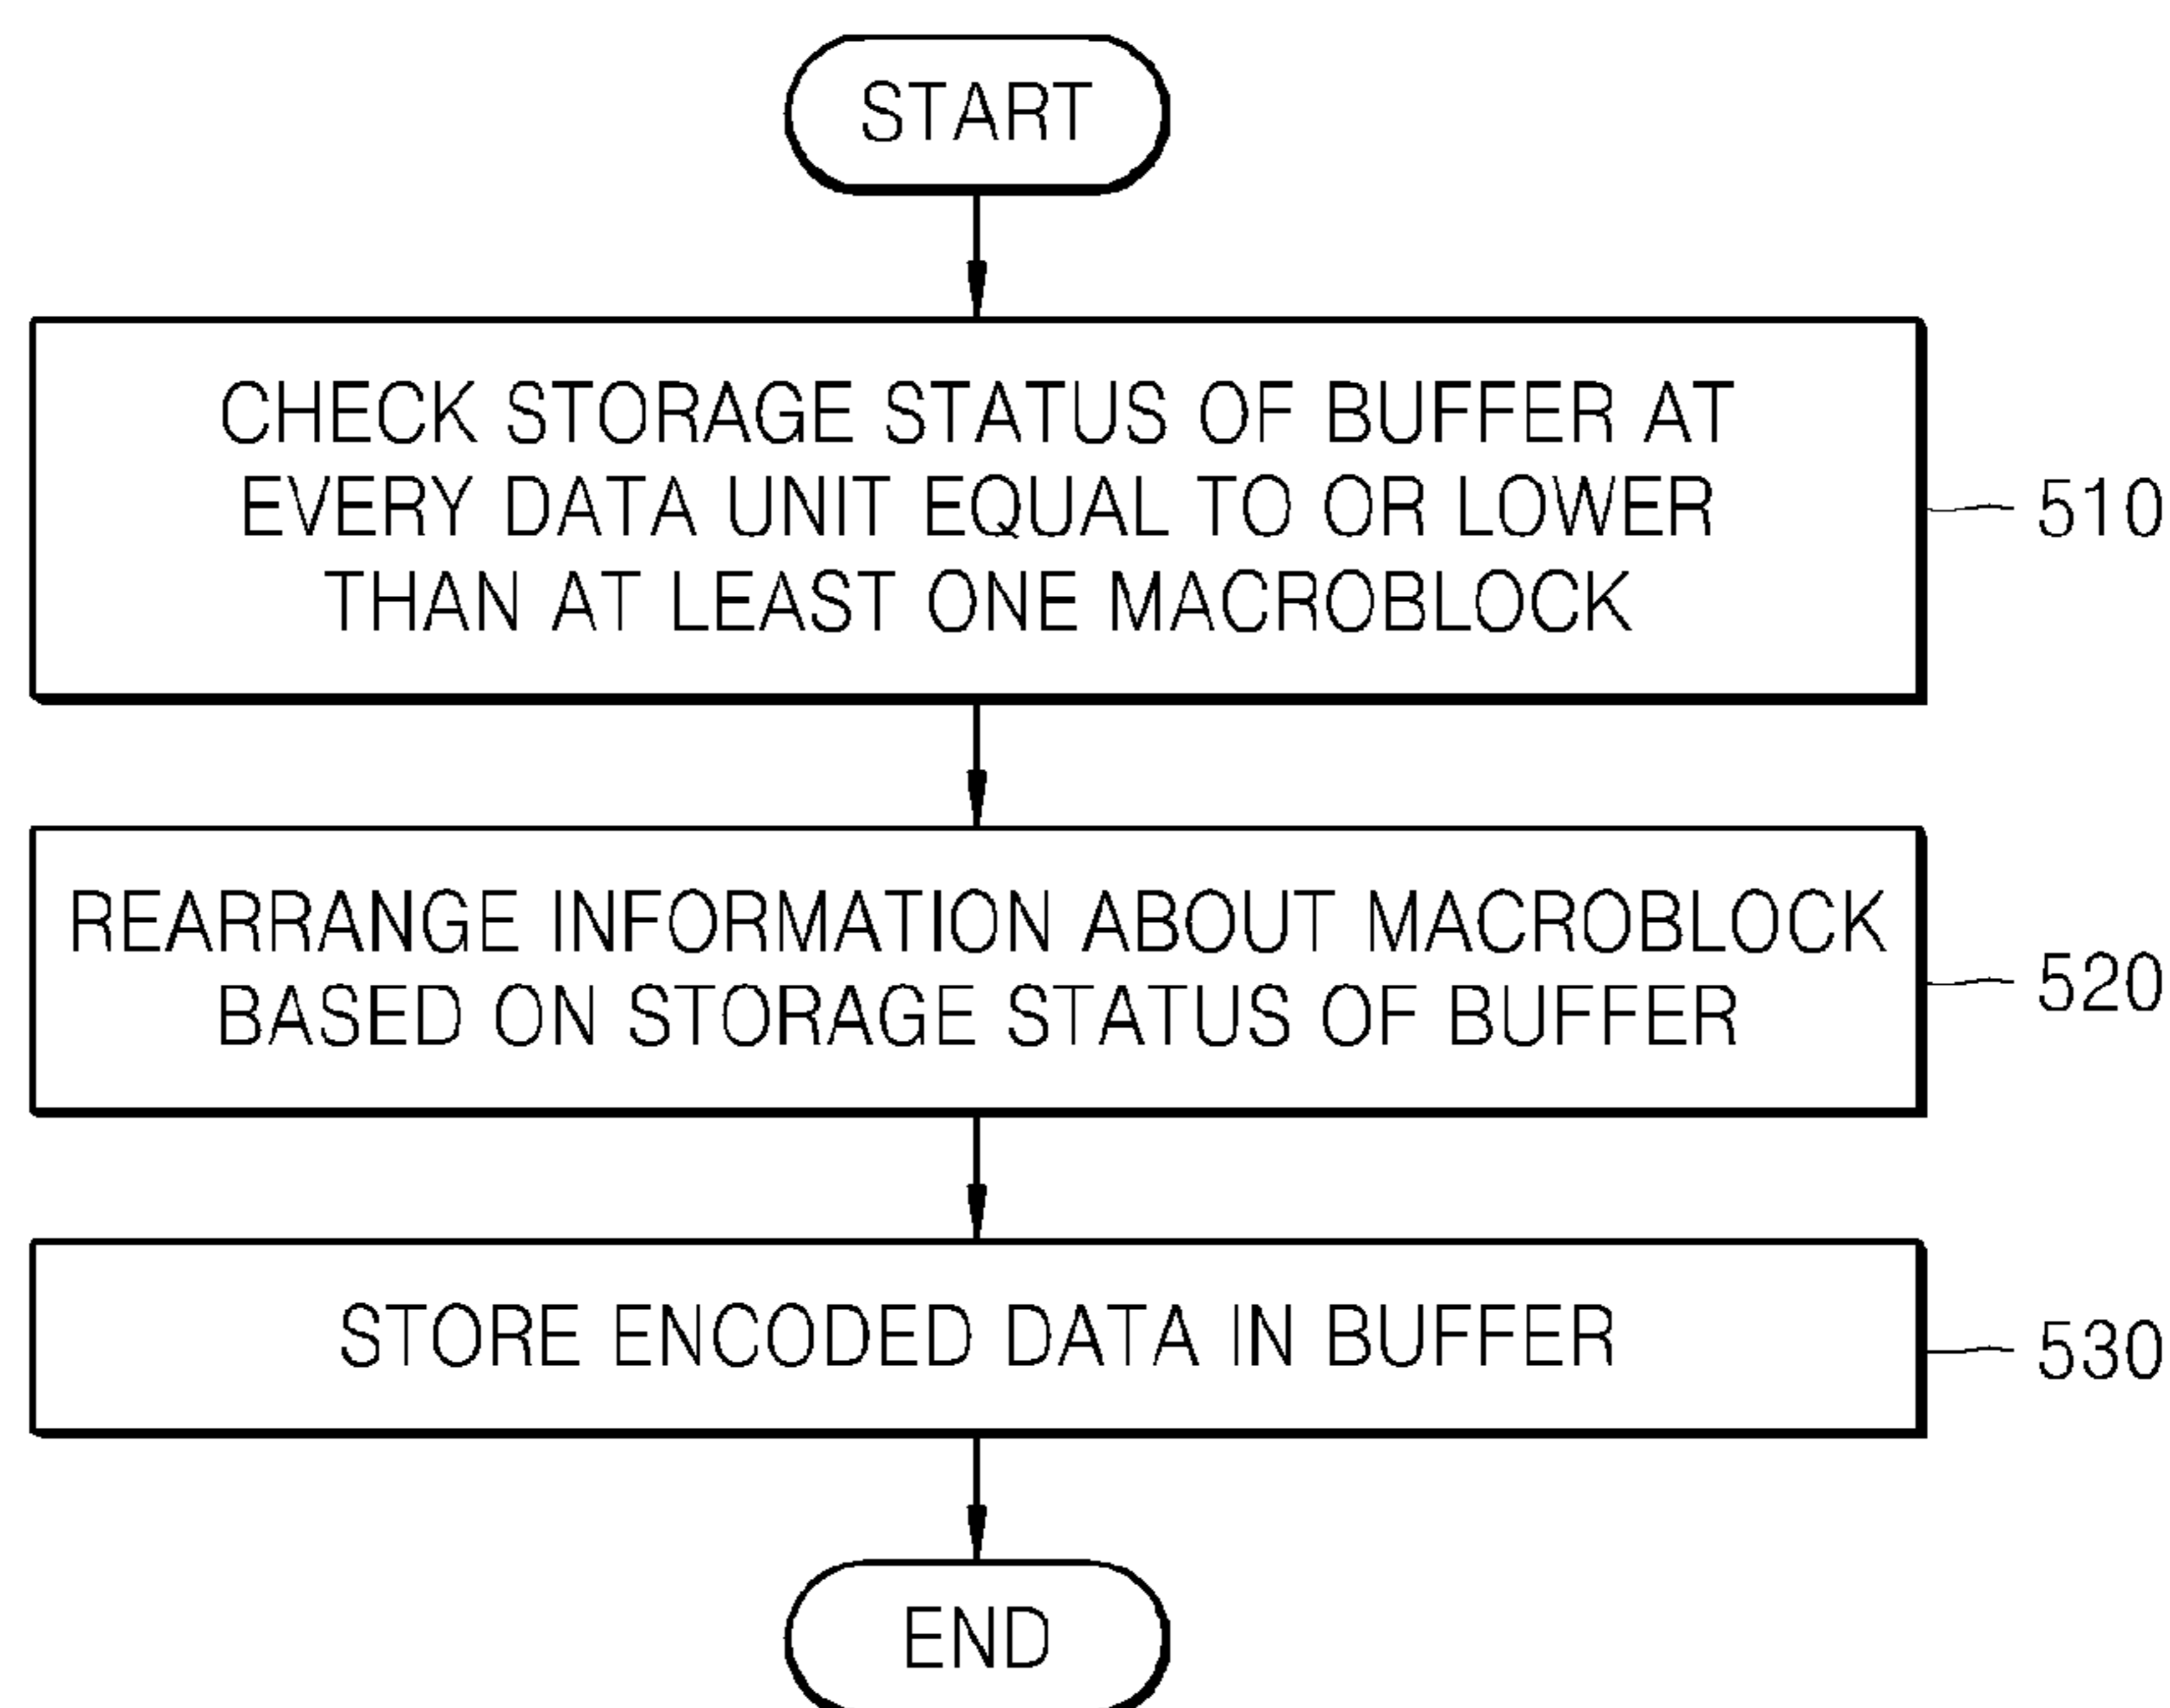 START
CHECK STORAGE STATUS OF BUFFER AT
EVERY DATA UNIT EQUAL TO OR LOWER
THAN AT LEAST ONE MACROBLOCK
510
REARRANGE INFORMATION ABOUT MACROBLOCK
BASED ON STORAGE STATUS OF BUFFER
520
STORE ENCODED DATA IN BUFFER
530
END